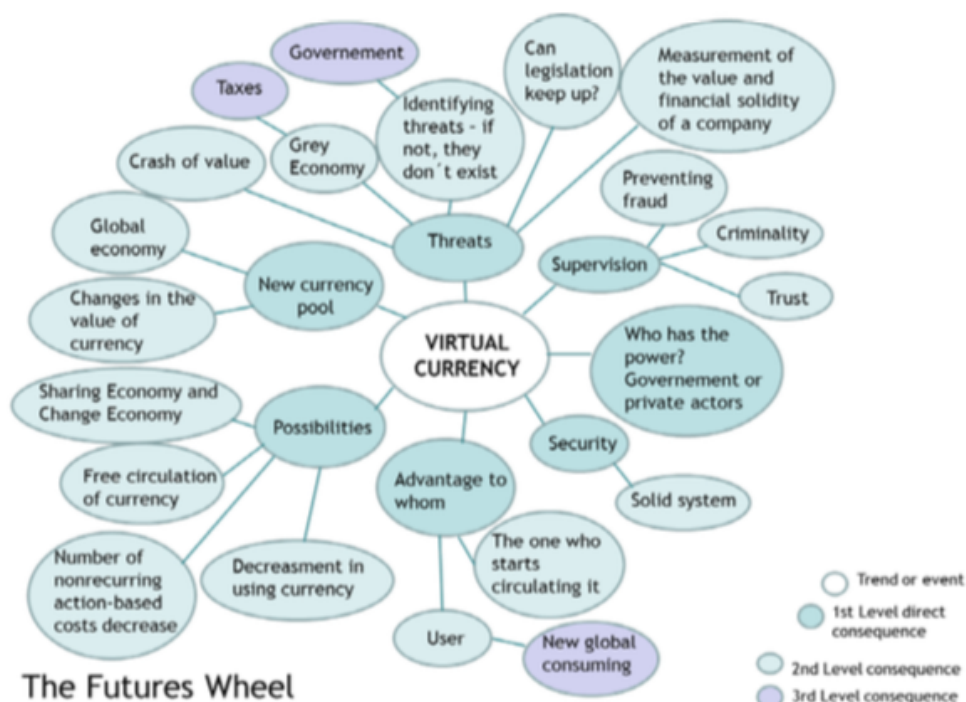 Governement
Taxes
Can
legislation
keep up?
Measurement of
the value and
financial solidity
of a company
Identifying
threats - if
not, they
don´t exist
Grey
Economy
Crash of value
Preventing
fraud
Global
economy
Threats
Criminality
Supervision
New currency
pool
Trust
Changes in the
value of
currency
VIRTUAL
CURRENCY
Who has the
power?
Governement or
private actors
Sharing Economy and
Change Economy
Possibilities
Security
Advantage to
whom
Free circulation
of currency
Solid system
Number of
nonrecurring
action-based
costs decrease
Decreasment in
using currency
The one who
starts
circulating it
User
New global
consuming
Trend or event
1st Level direct
consequence
2nd Level consequence
3rd Level consequence
The Futures Wheel